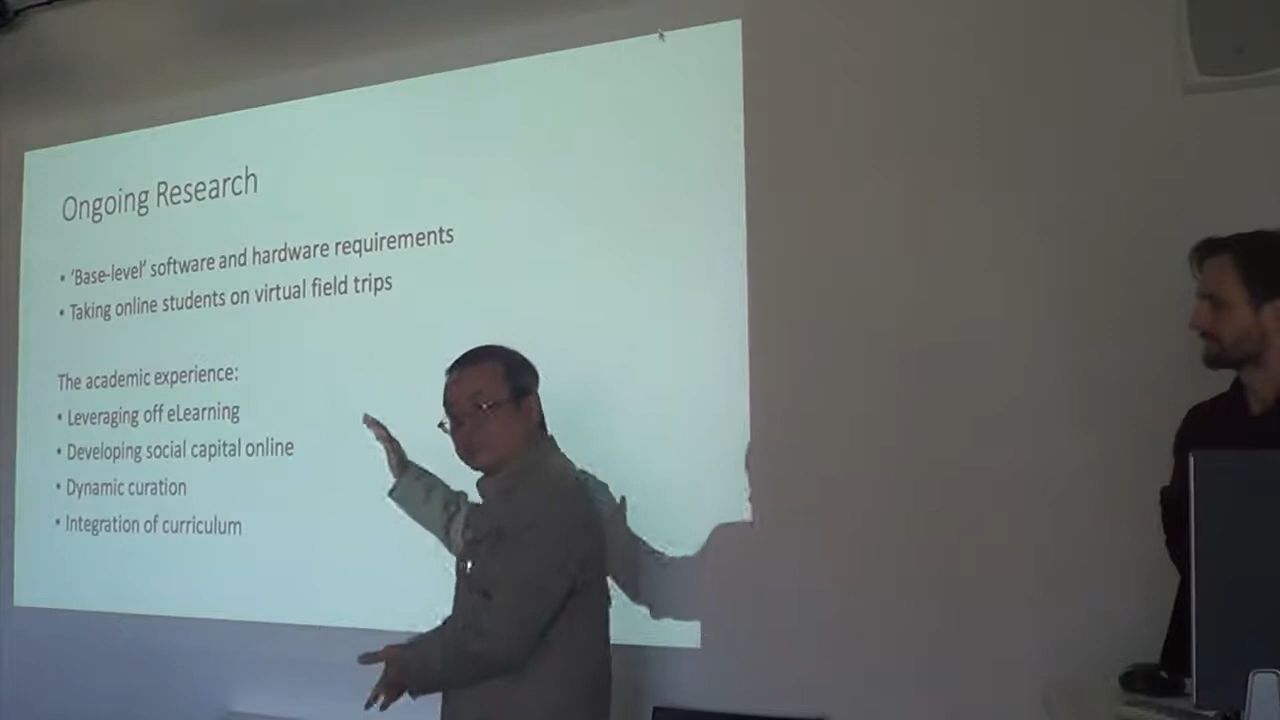 Ongoing Research
• 'Base-level' software and hardware requirements
• Taking online students on virtual field trips
The academic experience:
• Leveraging off eLearning
• Developing social capital online
• Dynamic curation
• Integration of curriculum